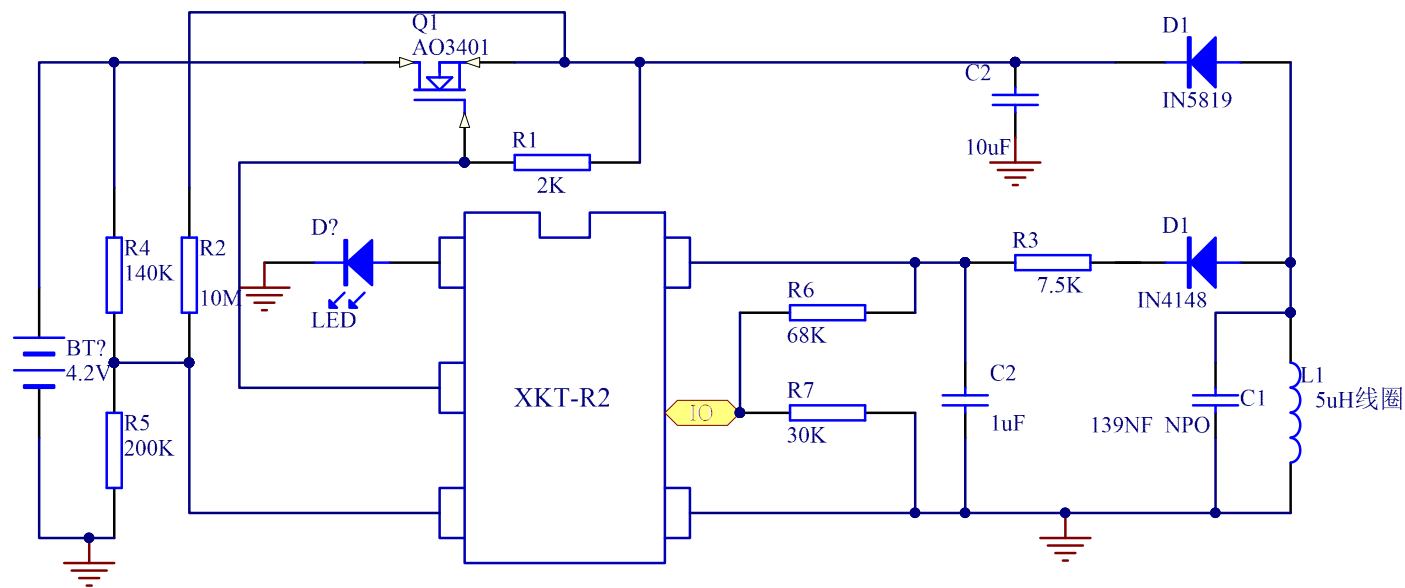 Q1
AO3401
D1
C2
IN5819
R1
10uF
2K
D?
D1
R4
R2
R3
140K
7.5K
R6
10M
IN4148
LED
68K
BT?
4.2V
C2
R7
L1
XKT-R2
IO
C1
5uH线圈
R5
1uF
139NF NPO
200K
30K